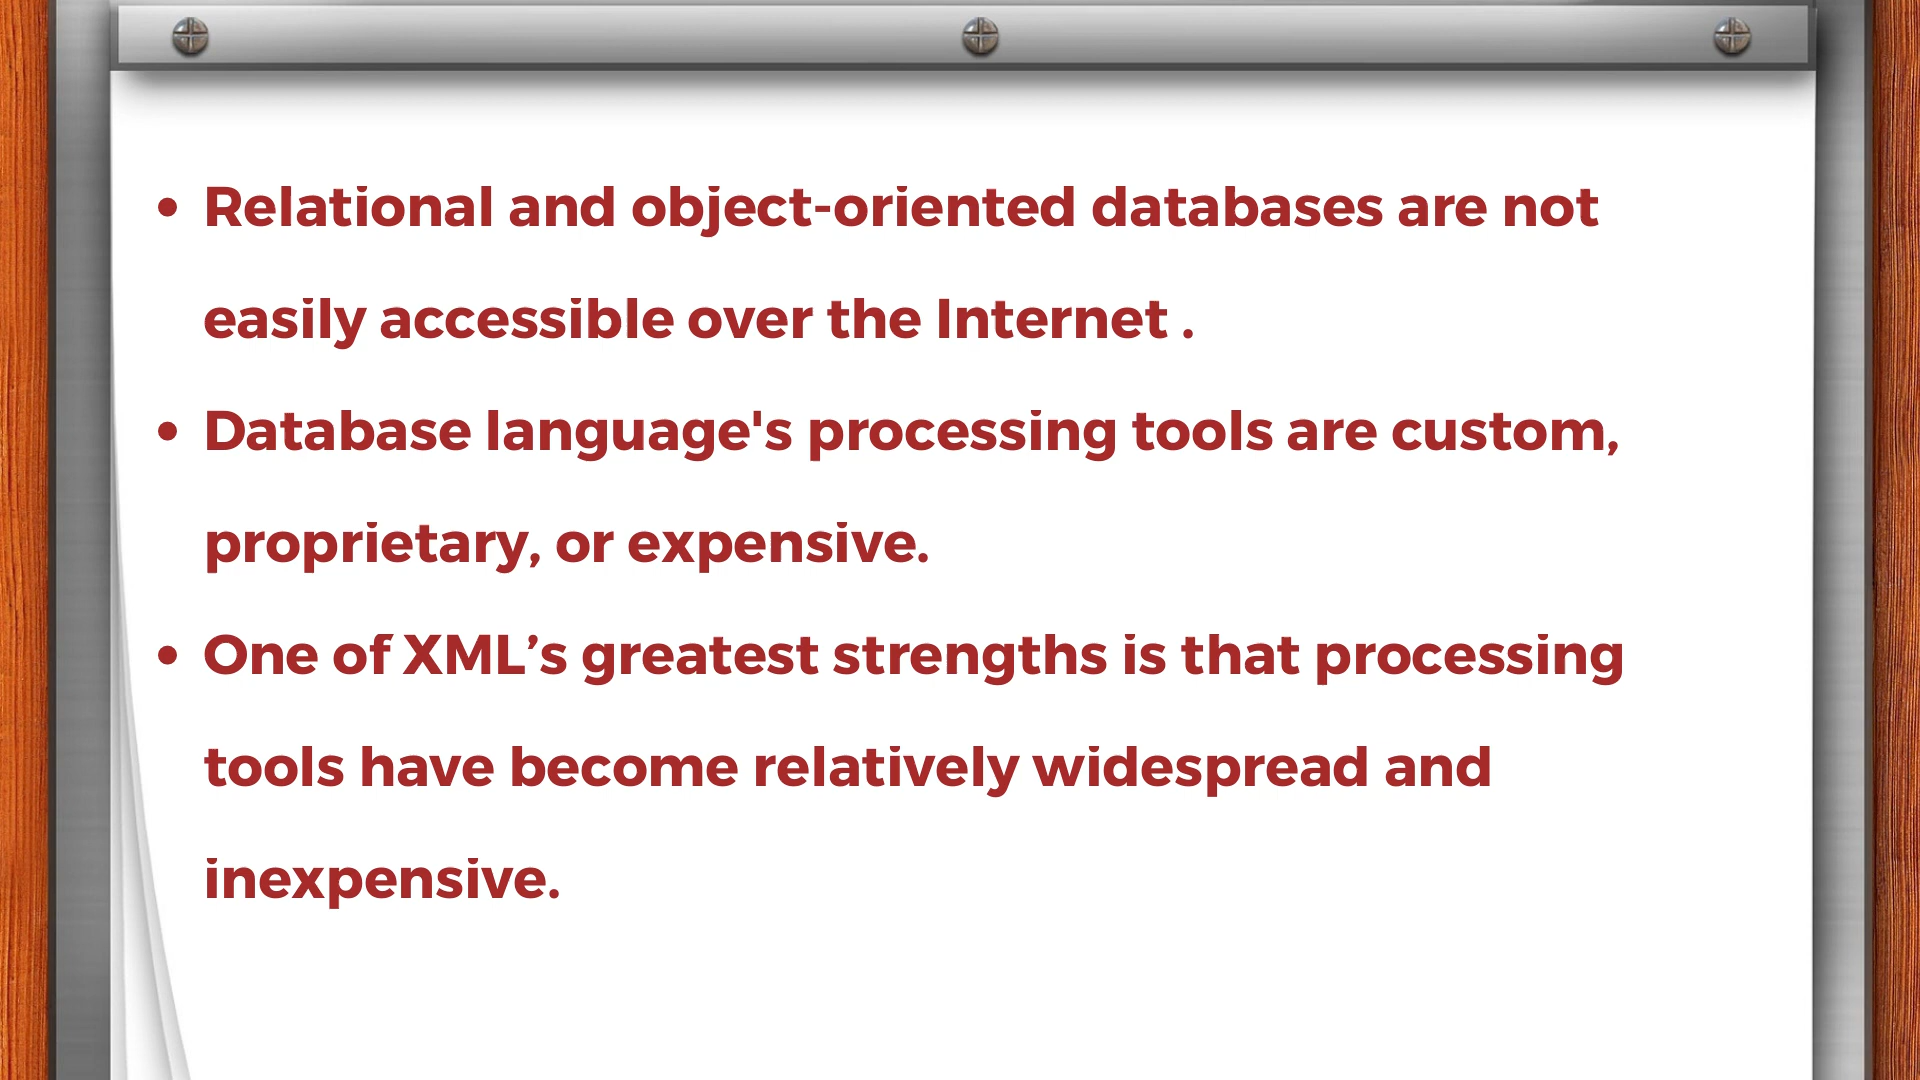 • Relational and object-oriented databases are not
easily accessible over the Internet .
• Database language's processing tools are custom,
proprietary, or expensive.
• One of XML’s greatest strengths is that processing
tools have become relatively widespread and
inexpensive.